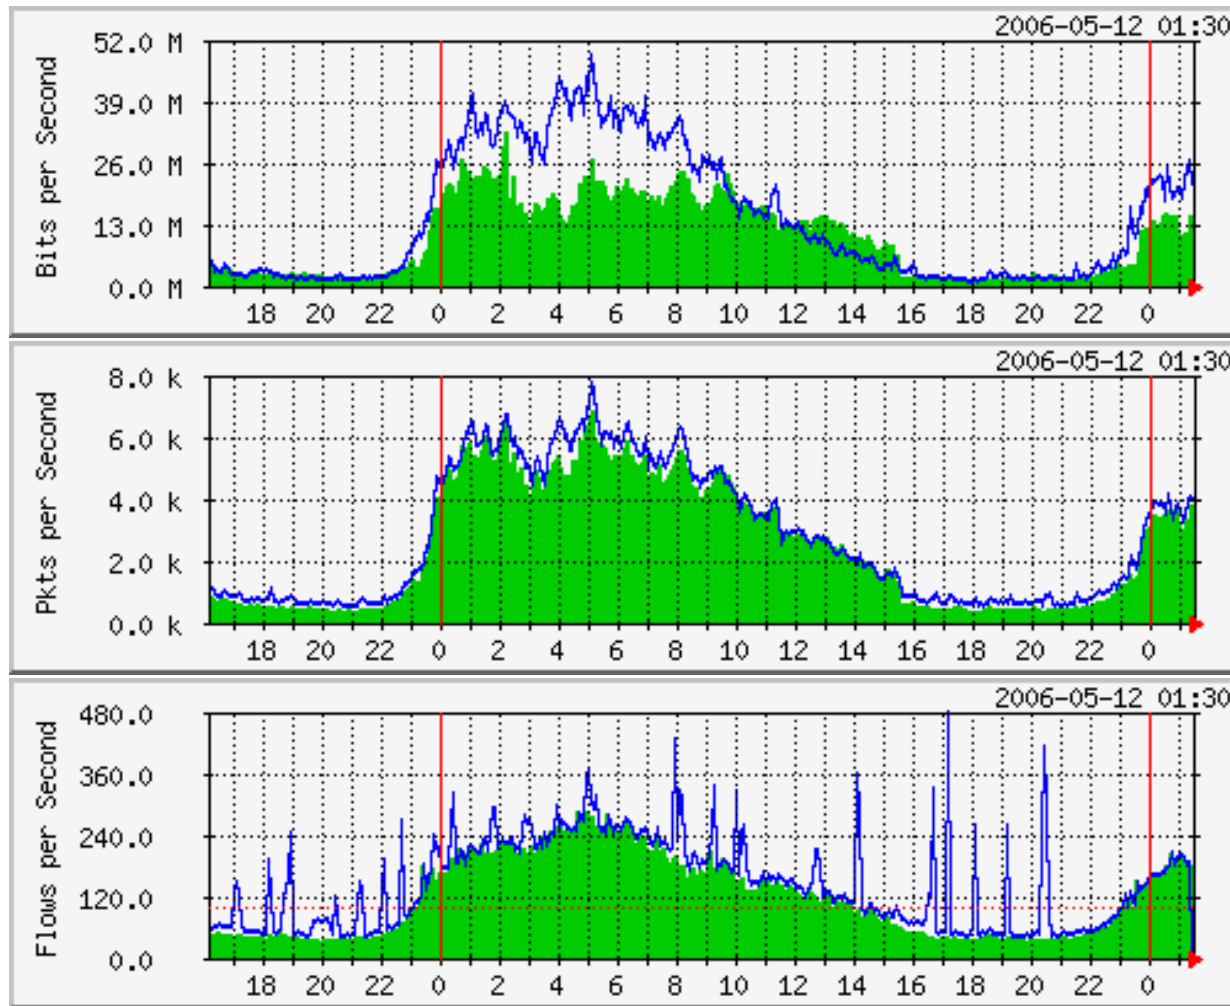 2006-05-12 01:30
Bits per Second
52.0 M
39.0 M
26.0 M
13.0 M
0.0 M
18 20 22 0 2 4 6 8 10 12 14 16 18 20 22 0
2006-05-12 01:30
Pkts per Second
8.0 k
6.0 k
4.0 k
2.0 k
0.0 k
18 20 22 0 2 4 6 8 10 12 14 16 18 20 22 0
2006-05-12 01:30
Flows per Second
480.0
360.0
240.0
120.0
0.0
18 20 22 0 2 4 6 8 10 12 14 16 18 20 22 0